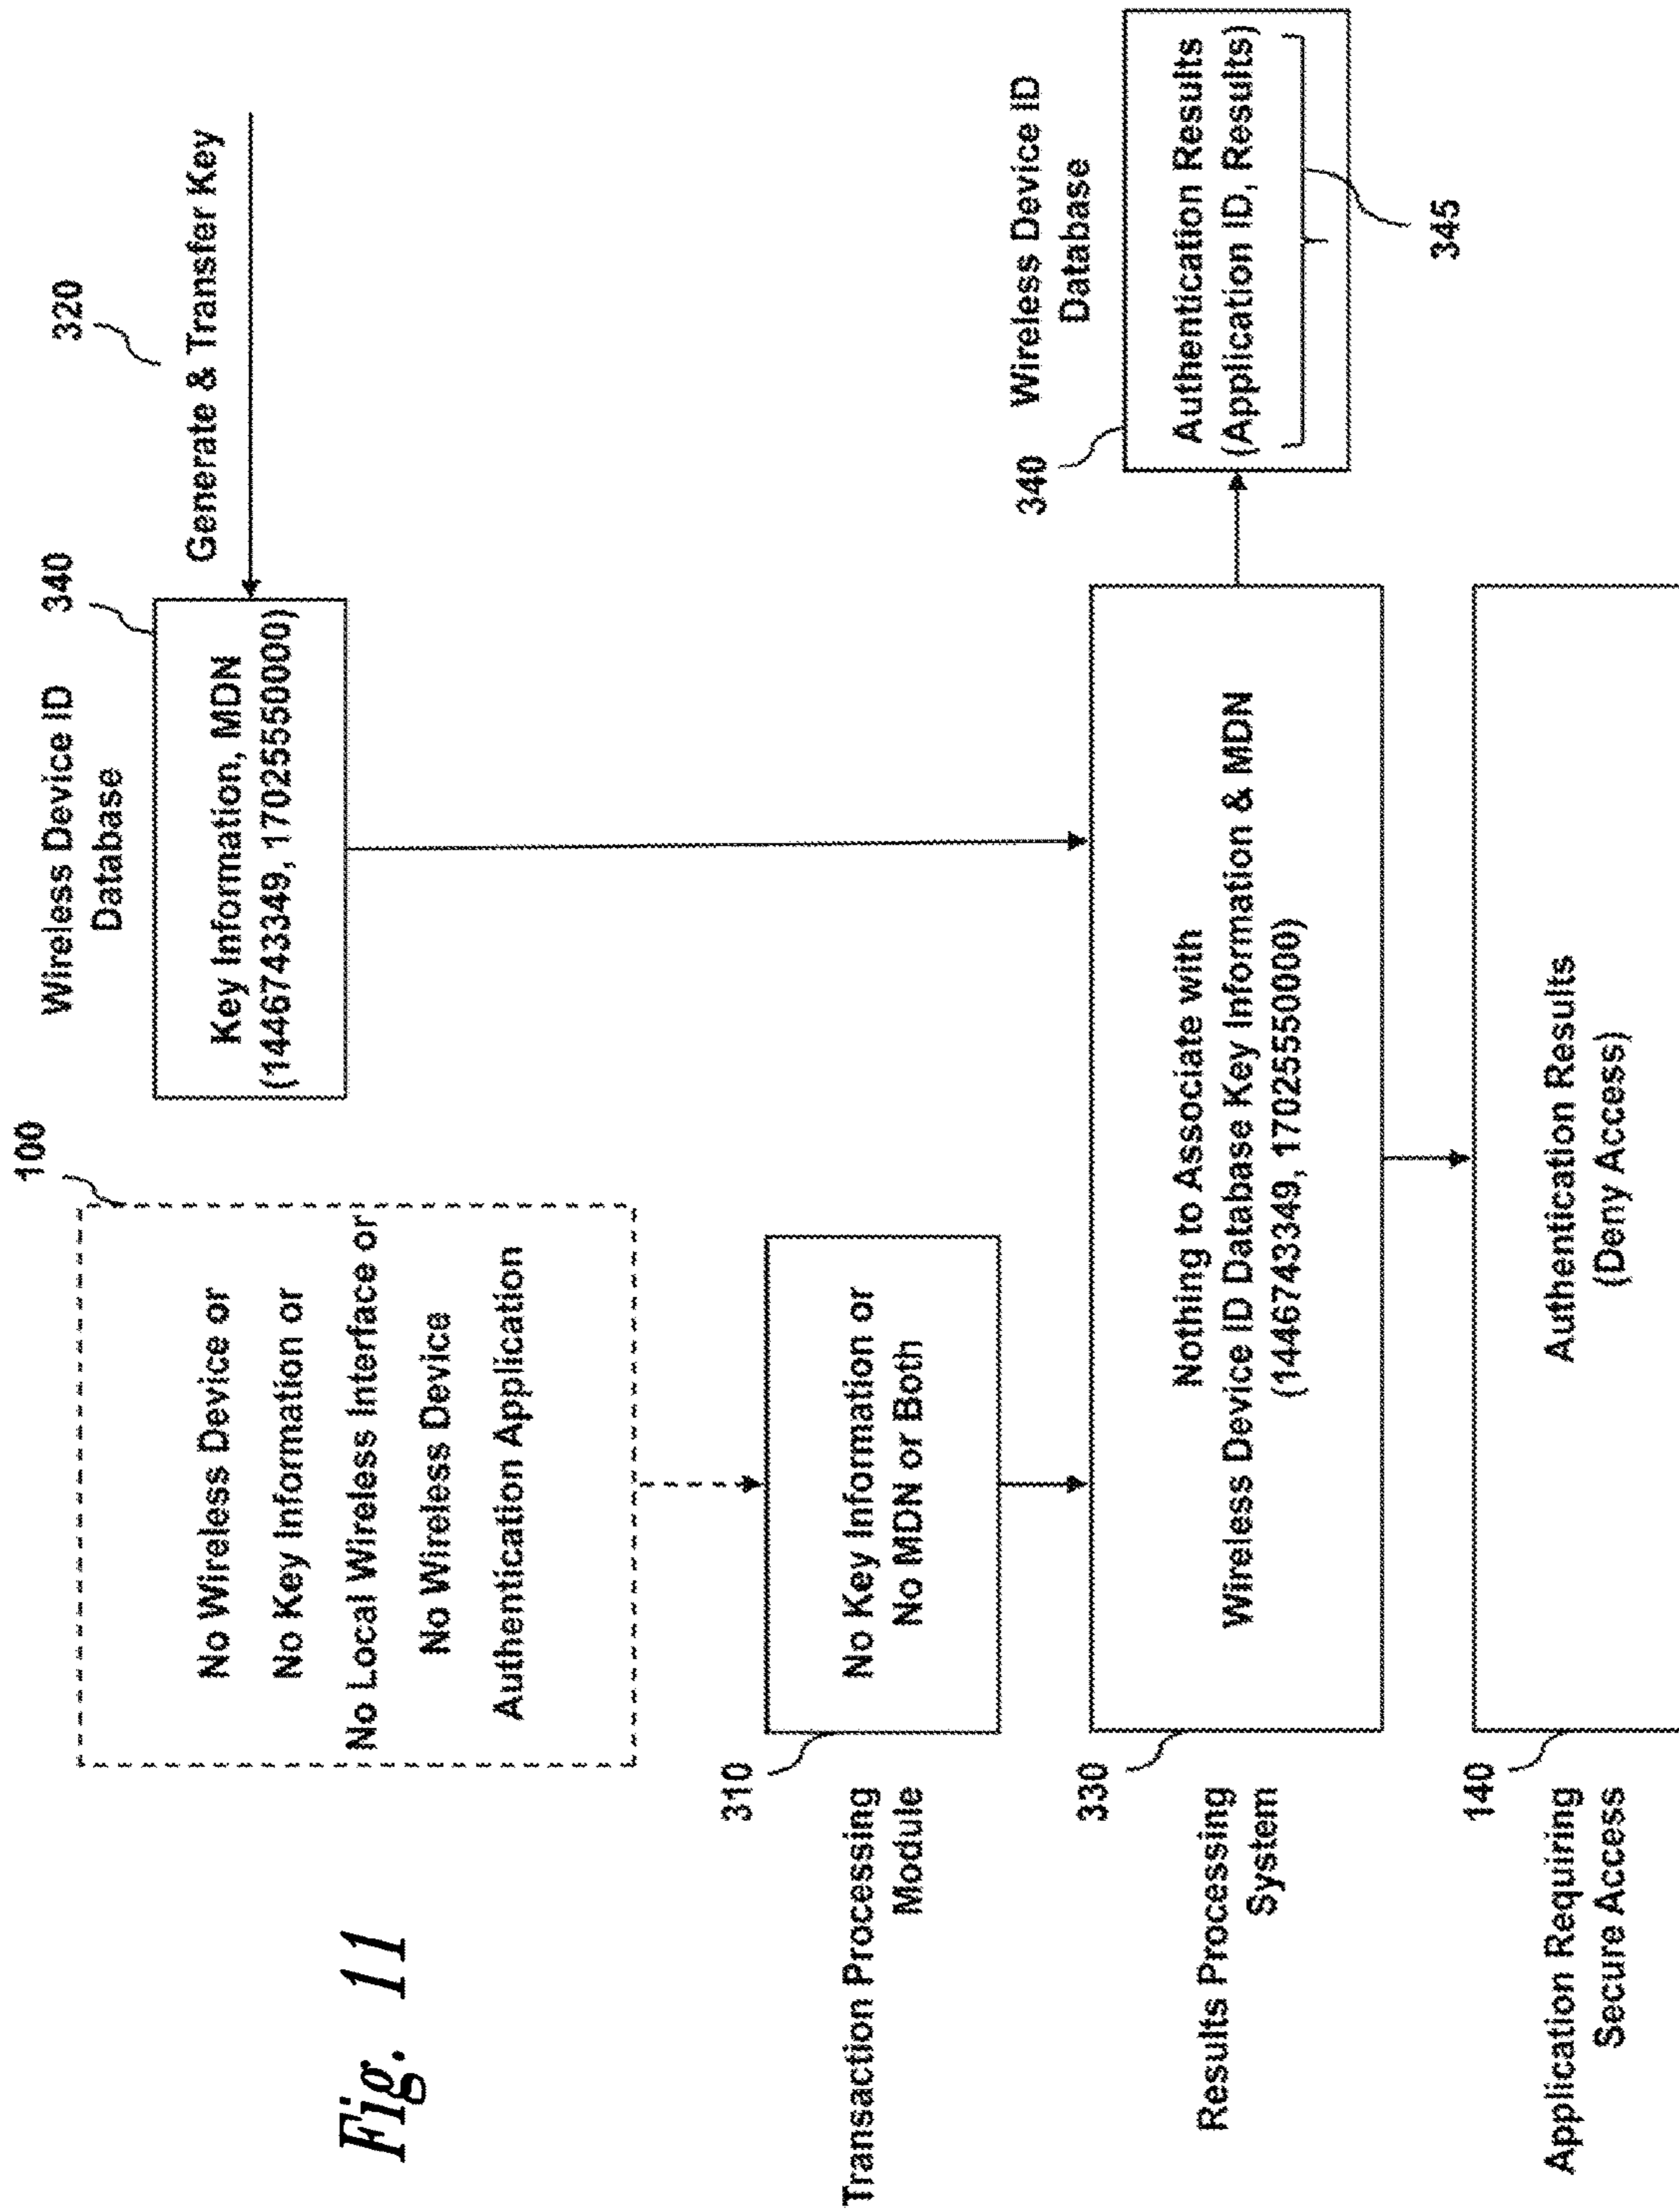 Fig. 11
100
No Wireless Device or
No Key Information or
No Local Wireless Interface or
No Wireless Device
Authentication Application
Wireless Device ID
Database
340
Key Information, MDN
(1446743349, 17025550000)
320
Generate & Transfer Key
Transaction Processing
Module
310
No Key Information or
No MDN or Both
Results Processing
System
330
Nothing to Associate with
Wireless Device ID Database Key Information & MDN
(1446743349, 17025550000)
340
Wireless Device ID
Database
Authentication Results
(Application ID, Results)
345
Application Requiring
Secure Access
140
Authentication Results
(Deny Access)